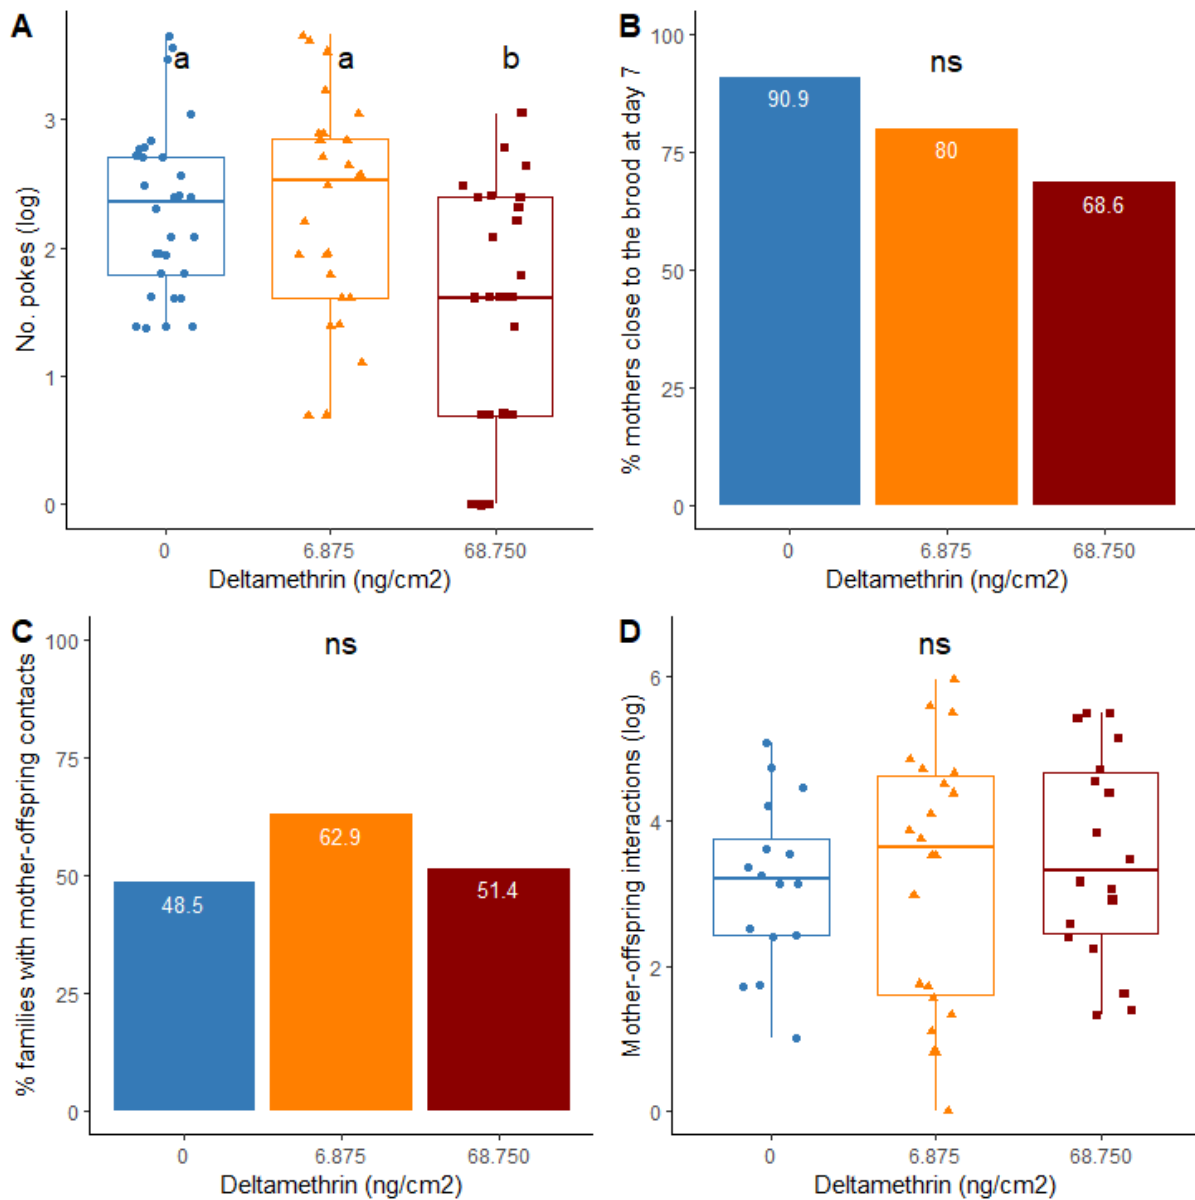 A
a
a
b
3
2
1
0
No. pokes (log)
0
6.875
68.750
Deltamethrin (ng/cm2)
B
ns
100
75
50
25
0
% mothers close to the brood at day 7
90.9
80
68.6
0
6.875
68.750
Deltamethrin (ng/cm2)
C
ns
100
75
50
25
0
% families with mother-offspring contacts
48.5
62.9
51.4
0
6.875
68.750
Deltamethrin (ng/cm2)
D
ns
6
4
2
0
Mother-offspring interactions (log)
0
6.875
68.750
Deltamethrin (ng/cm2)